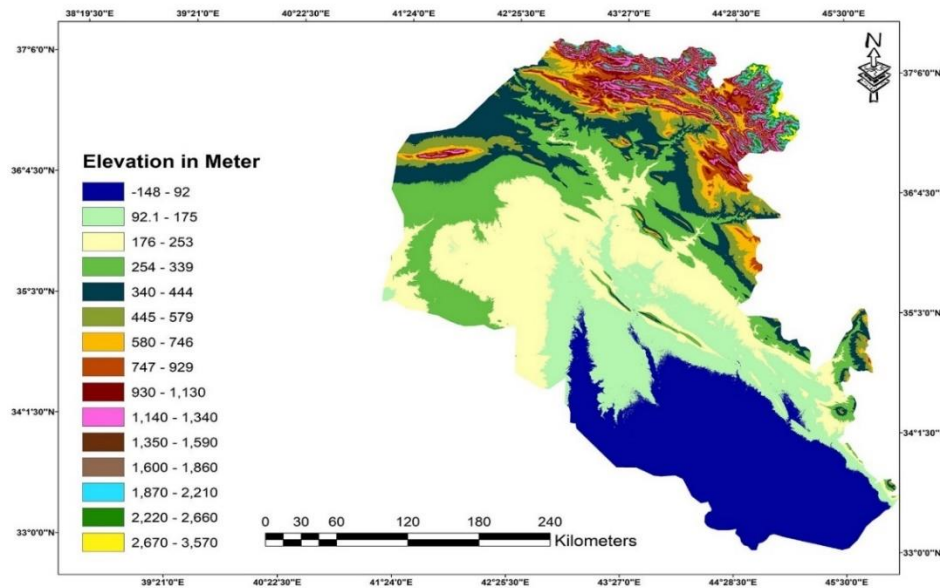 38°19'30"E 39°21'0"E 40°22'30"E 41°24'0"E 42°25'30"E 43°27'0"E 44°28'30"E 45°30'0"E
N
37°6'0"N 37°6'0"N
36°4'30"N 36°4'30"N
35°3'0"N 35°3'0"N
34°1'30"N 34°1'30"N
33°0'0"N 33°0'0"N
Elevation in Meter
-148 - 92
92.1 - 175
176 - 253
254 - 339
340 - 444
445 - 579
580 - 746
747 - 929
930 - 1,130
1,140 - 1,340
1,350 - 1,590
1,600 - 1,860
1,870 - 2,210
2,220 - 2,660
2,670 - 3,570
0 30 60 120 180 240
Kilometers
39°21'0"E 40°22'30"E 41°24'0"E 42°25'30"E 43°27'0"E 44°28'30"E 45°30'0"E